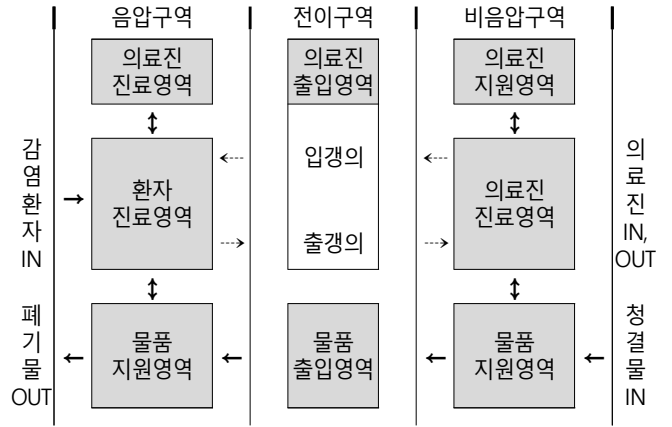 음압구역
전이구역
비음압구역
의료진
진료영역
의료진
출입영역
의료진
지원영역
감
염
환
자
IN
환자
진료영역
입갱의
출갱의
의료진
진료영역
의
료
진
IN,
OUT
폐
기
물
OUT
물품
지원영역
물품
출입영역
물품
지원영역
청
결
물
IN